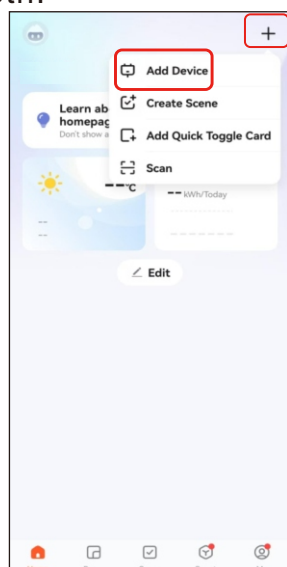 +
Add Device
Learn ab
Create Scene
homepag
Don't show a
Add Quick Toggle Card
Scan
--°C
-- kWh/Today
--
--
Edit